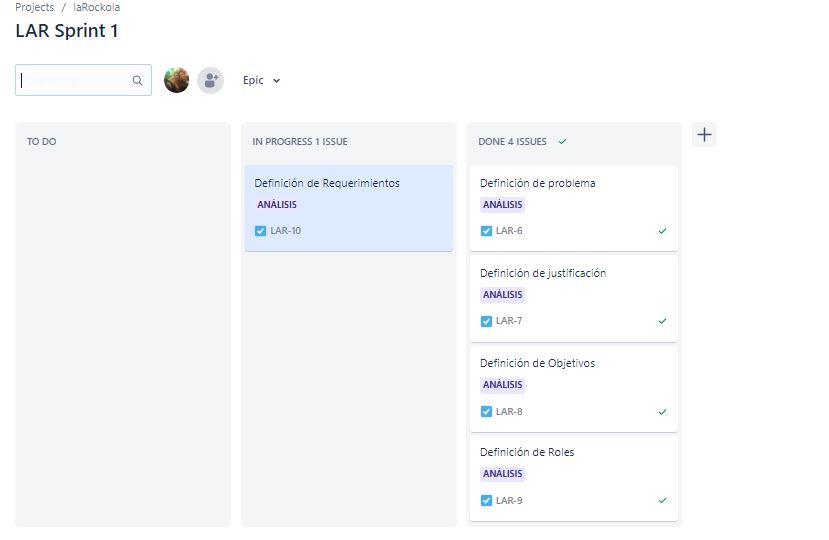 Projects / laRockola
LAR Sprint 1
Epic
TO DO
IN PROGRESS 1 ISSUE
Definición de Requerimientos
ANÁLISIS
LAR-10
DONE 4 ISSUES
Definición de problema
ANÁLISIS
LAR-6
Definición de justificación
ANÁLISIS
LAR-7
Definición de Objetivos
ANÁLISIS
LAR-8
Definición de Roles
ANÁLISIS
LAR-9